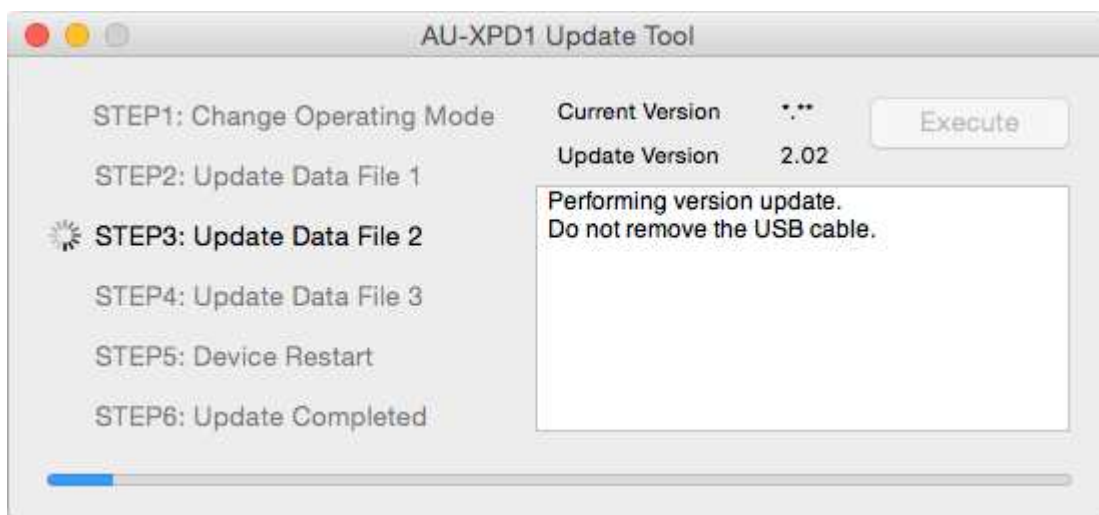 AU-XPD1 Update Tool
STEP1: Change Operating Mode
STEP2: Update Data File 1
STEP3: Update Data File 2
STEP4: Update Data File 3
STEP5: Device Restart
STEP6: Update Completed
Current Version *.**
Update Version 2.02
Execute
Performing version update.
Do not remove the USB cable.